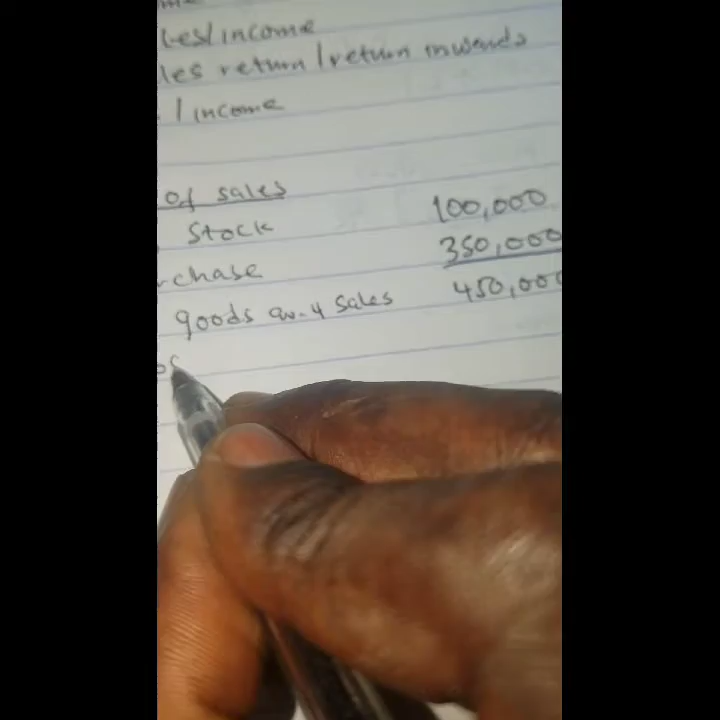 les/income
les return/return inwards
/ income
of sales
Stock 100,000
chase 350,000
goods av. 4 sales 450,000